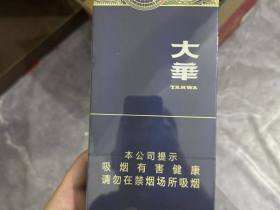 大
華
本公司提示
吸烟有害健康
请勿在禁烟场所吸烟